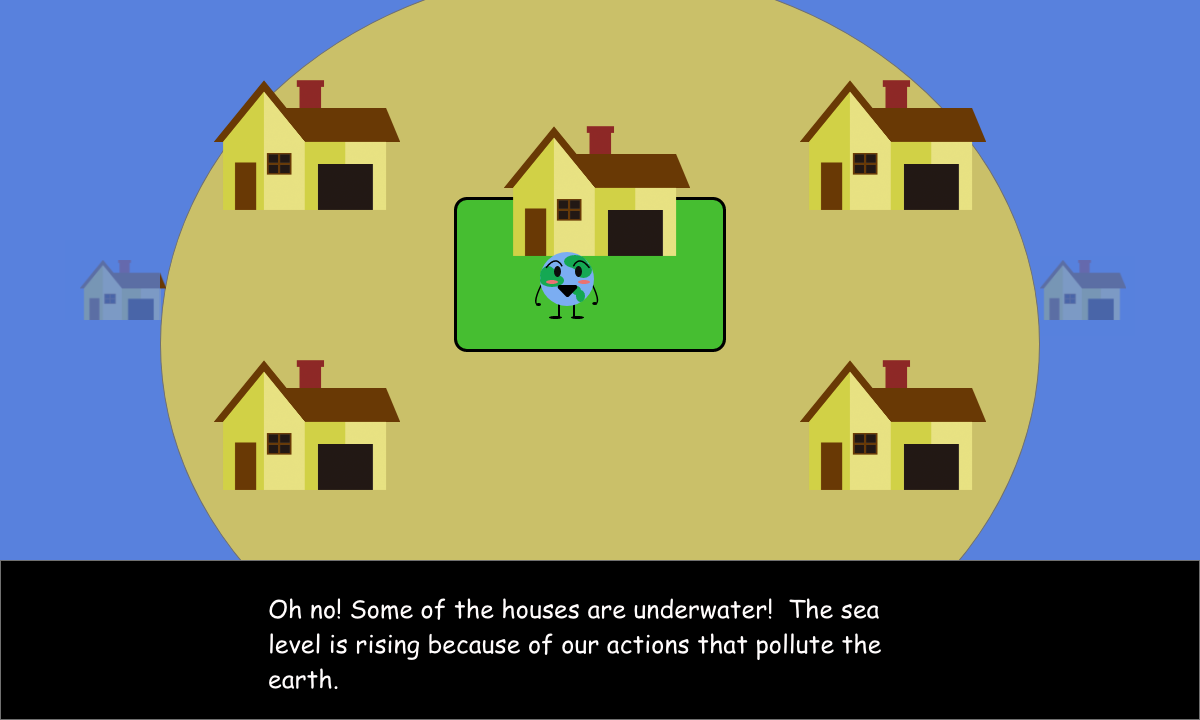 Oh no! Some of the houses are underwater!  The sea
level is rising because of our actions that pollute the
earth.